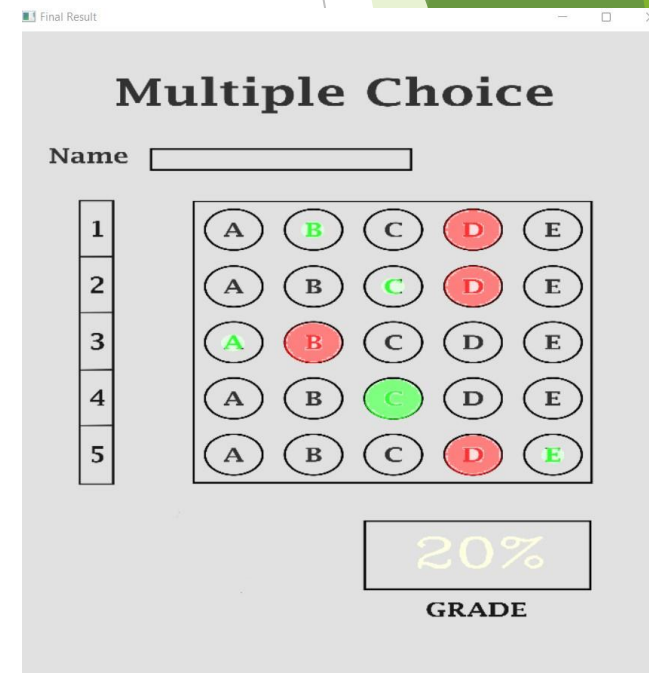 Final Result
Multiple Choice
Name
1 A B C D E
2 A B C D E
3 A B C D E
4 A B C D E
5 A B C D E
20%
GRADE